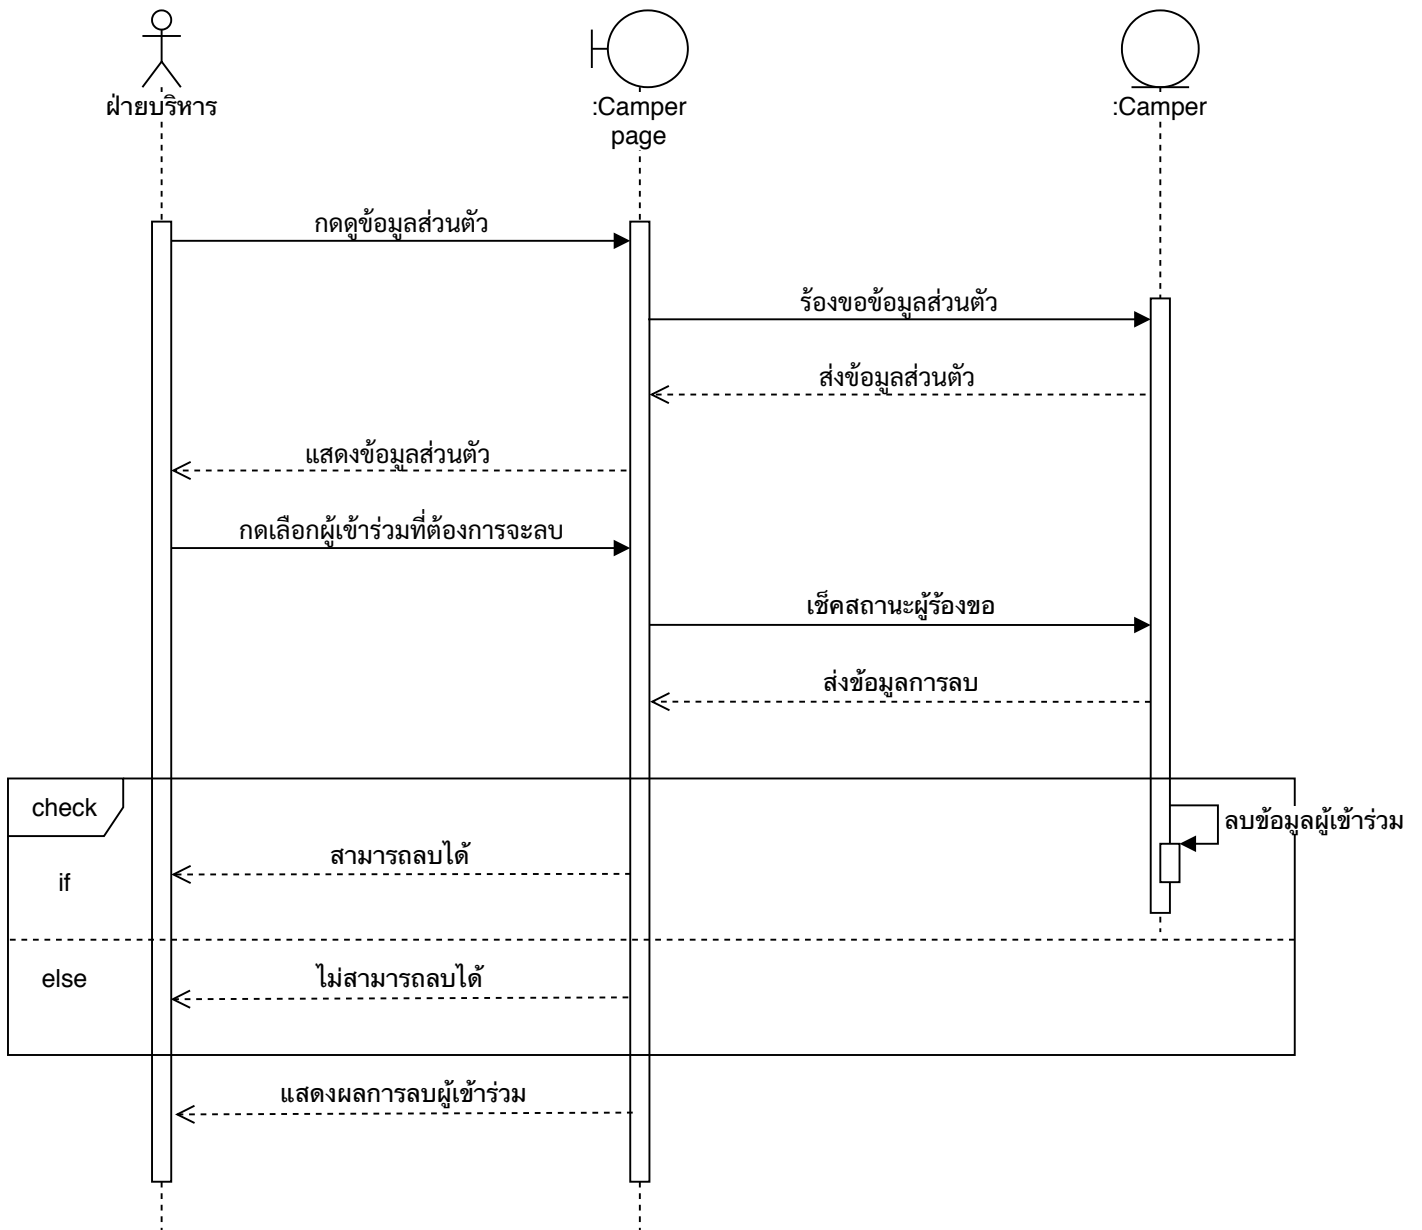 ฝ่ายบริหาร
:Camper
page
:Camper
กดดูข้อมูลส่วนตัว
ร้องขอข้อมูลส่วนตัว
ส่งข้อมูลส่วนตัว
แสดงข้อมูลส่วนตัว
กดเลือกผู้เข้าร่วมที่ต้องการจะลบ
เช็คสถานะผู้ร้องขอ
ส่งข้อมูลการลบ
check
ลบข้อมูลผู้เข้าร่วม
สามารถลบได้
if
else
ไม่สามารถลบได้
แสดงผลการลบผู้เข้าร่วม